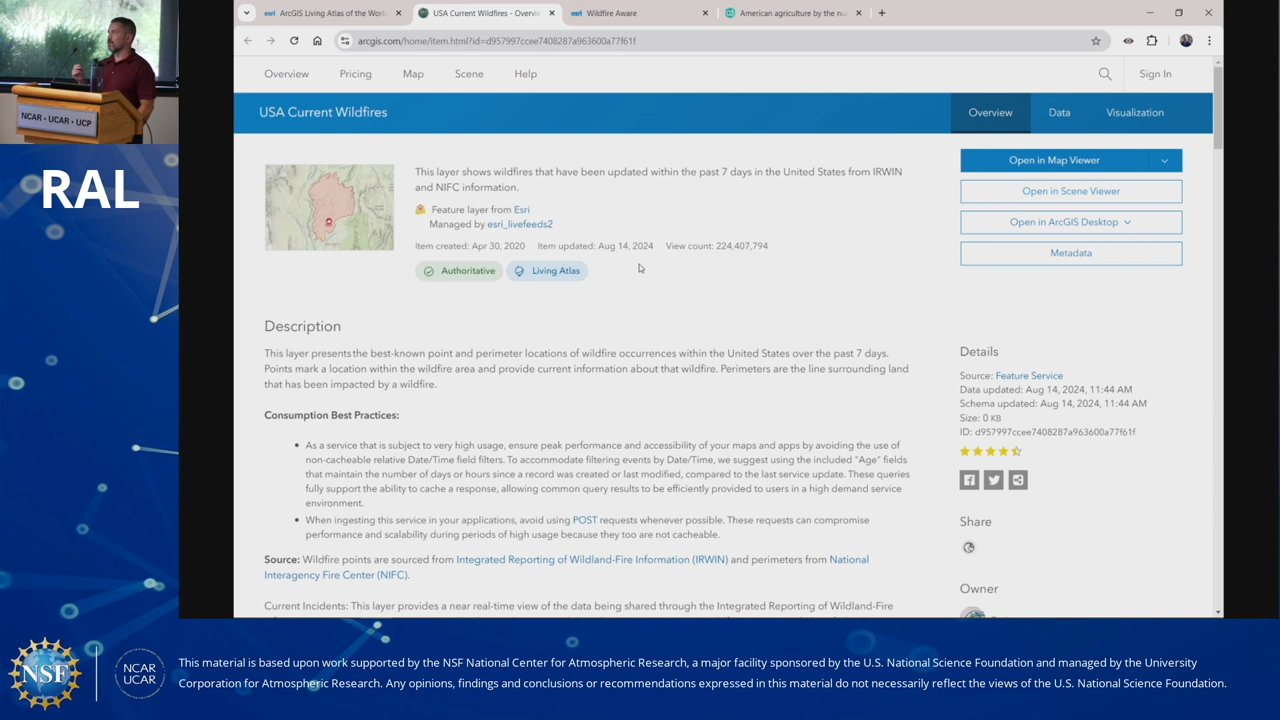 ArcGIS Living Atlas of the World
USA Current Wildfires - Overvie
Wildfire Aware
American agriculture by the nu
arcgis.com/home/item.html?id=d957997ccee7408287a963600a77f61f
Overview
Pricing
Map
Scene
Help
Sign In
USA Current Wildfires
Overview
Data
Visualization
NCAR • UCAR • UCP
RAL
This layer shows wildfires that have been updated within the past 7 days in the United States from IRWIN
and NIFC information.
Feature layer from Esri
Managed by esri_livefeeds2
Item created: Apr 30, 2020 Item updated: Aug 14, 2024 View count: 224,407,794
Authoritative
Living Atlas
Open in Map Viewer
Open in Scene Viewer
Open in ArcGIS Desktop
Metadata
Description
This layer presents the best-known point and perimeter locations of wildfire occurrences within the United States over the past 7 days.
Points mark a location within the wildfire area and provide current information about that wildfire. Perimeters are the line surrounding land
that has been impacted by a wildfire.
Consumption Best Practices:
• As a service that is subject to very high usage, ensure peak performance and accessibility of your maps and apps by avoiding the use of
non-cacheable relative Date/Time field filters. To accommodate filtering events by Date/Time, we suggest using the included "Age" fields
that maintain the number of days or hours since a record was created or last modified, compared to the last service update. These queries
fully support the ability to cache a response, allowing common query results to be efficiently provided to users in a high demand service
environment.
• When ingesting this service in your applications, avoid using POST requests whenever possible. These requests can compromise
performance and scalability during periods of high usage because they too are not cacheable.
Source: Wildfire points are sourced from Integrated Reporting of Wildland-Fire Information (IRWIN) and perimeters from National
Interagency Fire Center (NIFC).
Current Incidents: This layer provides a near real-time view of the data being shared through the Integrated Reporting of Wildland-Fire
Details
Source: Feature Service
Data updated: Aug 14, 2024, 11:44 AM
Schema updated: Aug 14, 2024, 11:44 AM
Size: 0 KB
ID: d957997ccee7408287a963600a77f61f
Share
Owner
NSF
NCAR
UCAR
This material is based upon work supported by the NSF National Center for Atmospheric Research, a major facility sponsored by the U.S. National Science Foundation and managed by the University
Corporation for Atmospheric Research. Any opinions, findings and conclusions or recommendations expressed in this material do not necessarily reflect the views of the U.S. National Science Foundation.